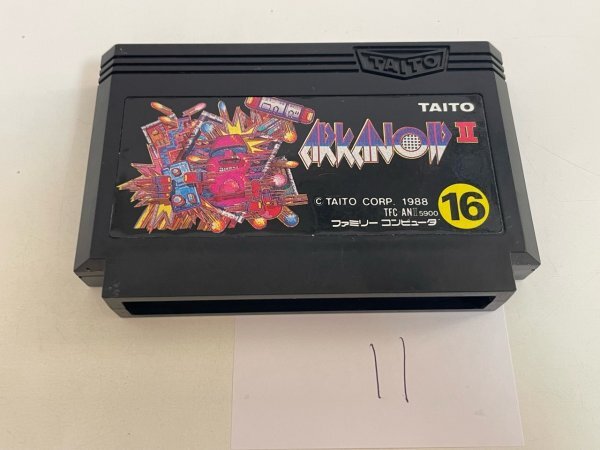 TAITO
TAITO
ARKANOID II
© TAITO CORP. 1988
TFC ANII 5900
ファミリー コンピュータ
16
11